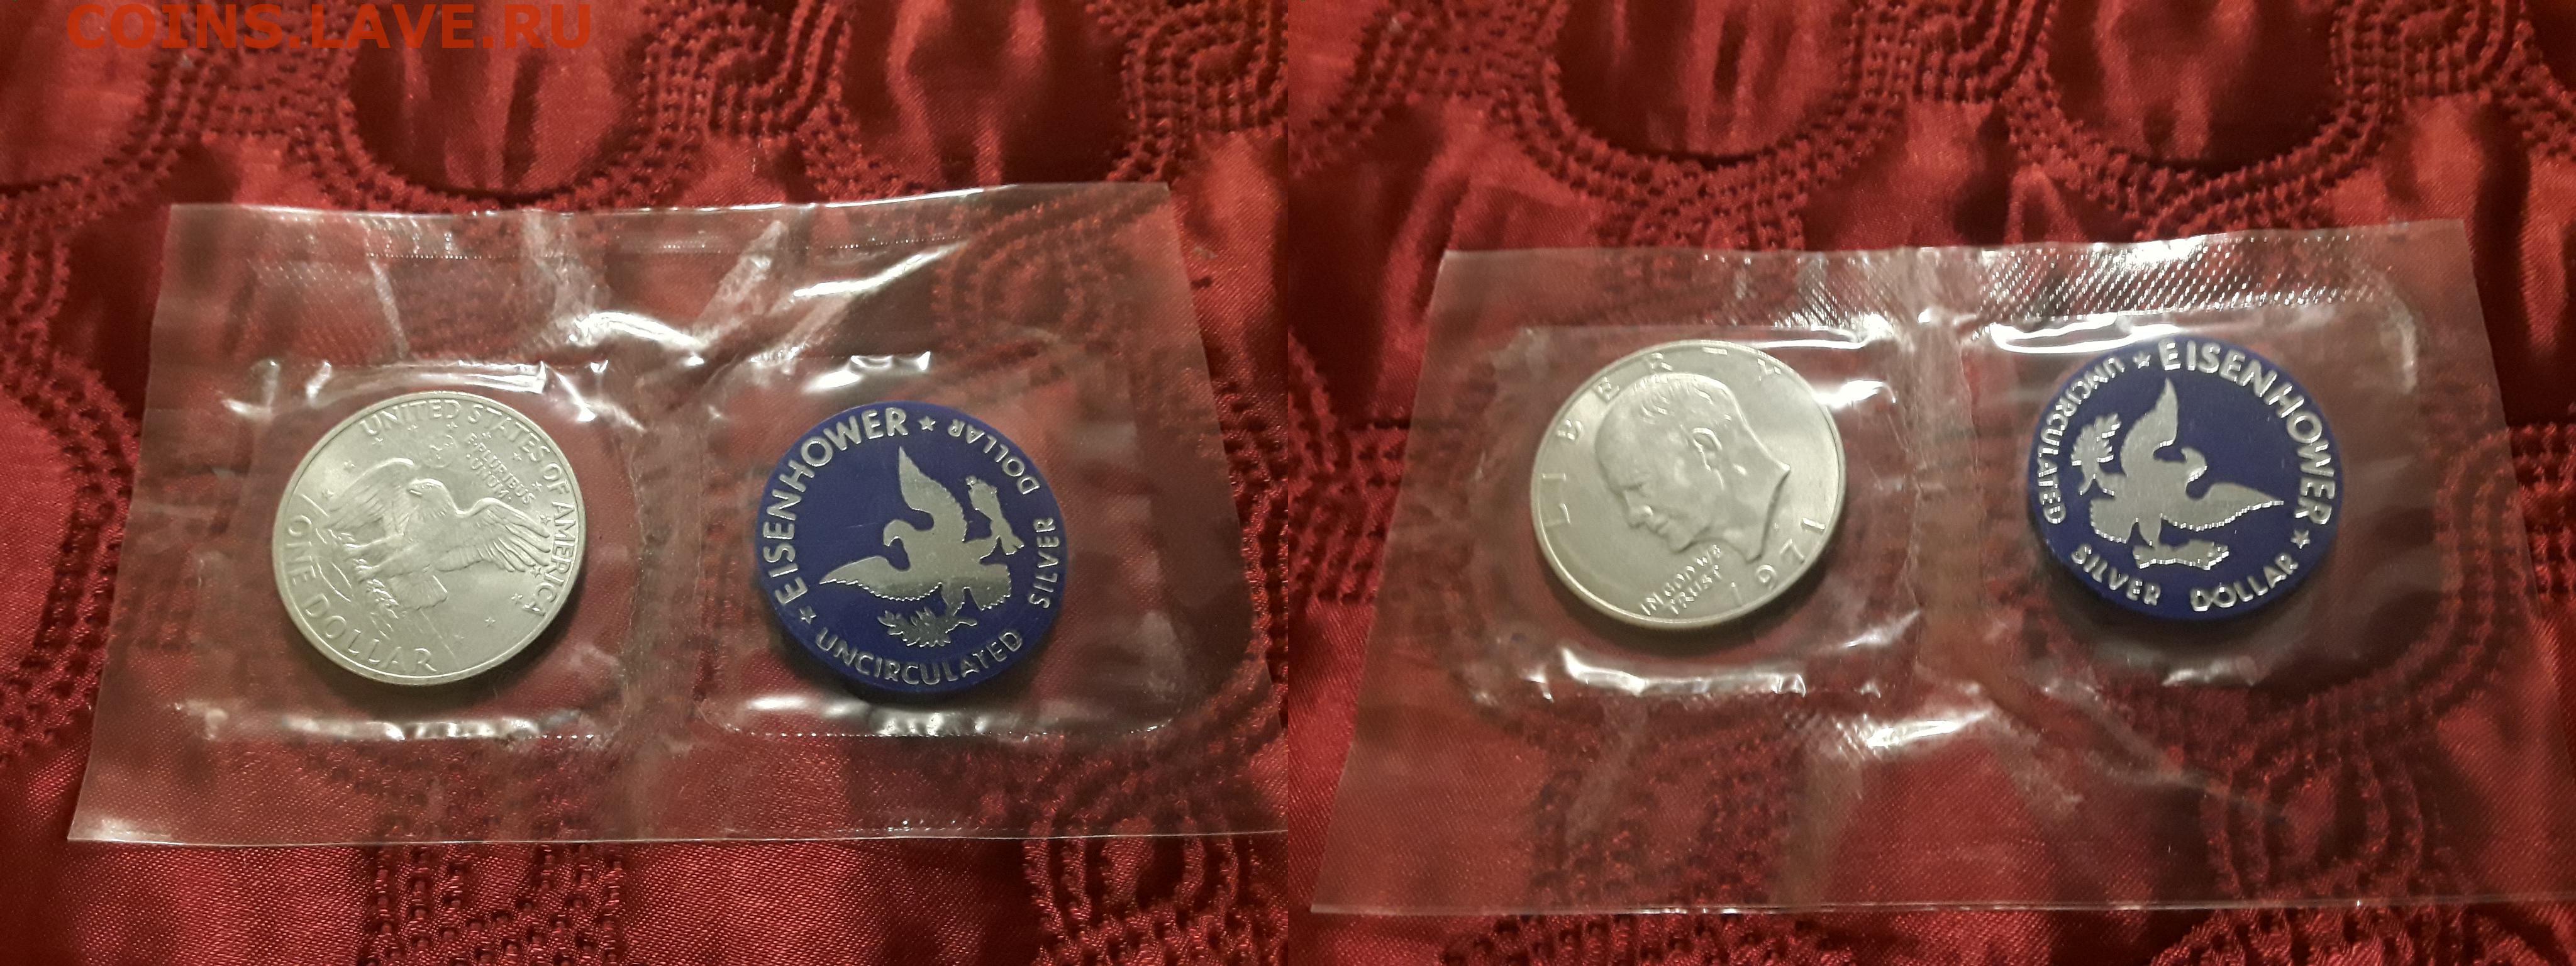 COINS.LAVE.RU
UNITED STATES OF AMERICA
E PLURIBUS
UNUM
ONE DOLLAR
EISENHOWER
UNCIRCULATED
SILVER DOLLAR
LIBERTY
IN GOD WE
TRUST
1971
EISENHOWER
UNCIRCULATED
SILVER DOLLAR